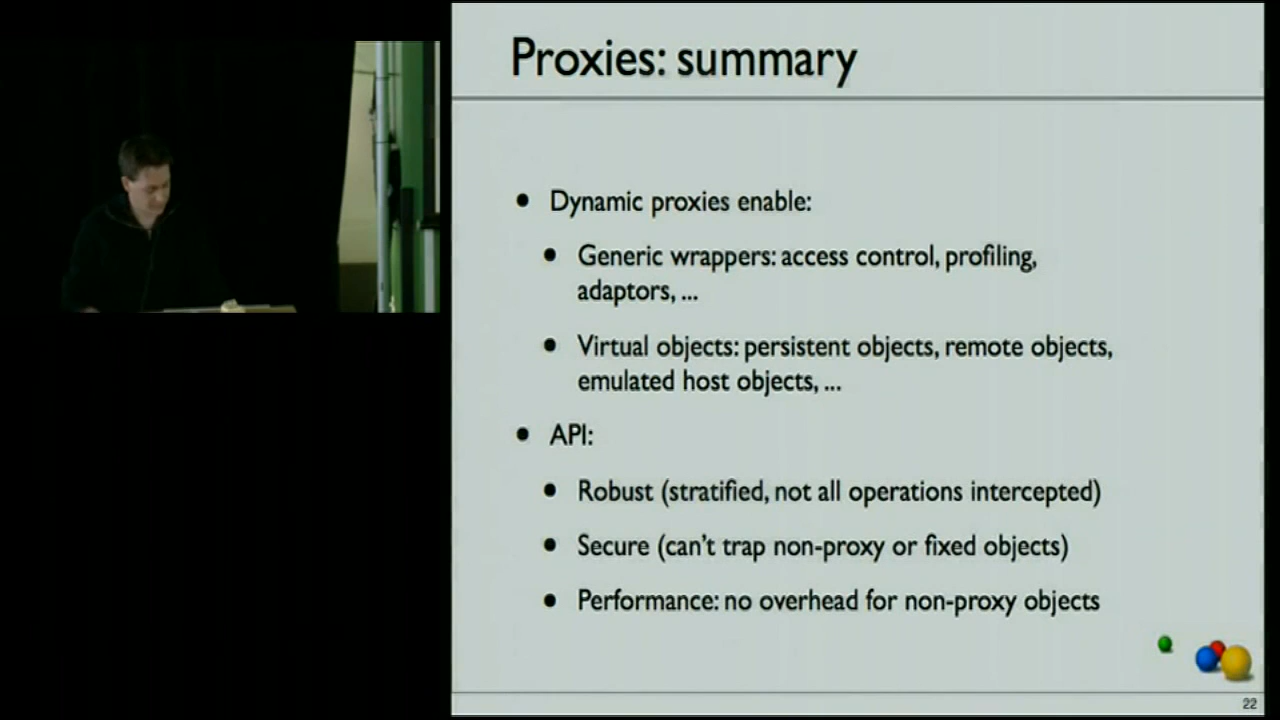 Proxies: summary
• Dynamic proxies enable:
• Generic wrappers: access control, profiling,
adaptors, ...
• Virtual objects: persistent objects, remote objects,
emulated host objects, ...
• API:
• Robust (stratified, not all operations intercepted)
• Secure (can't trap non-proxy or fixed objects)
• Performance: no overhead for non-proxy objects
22